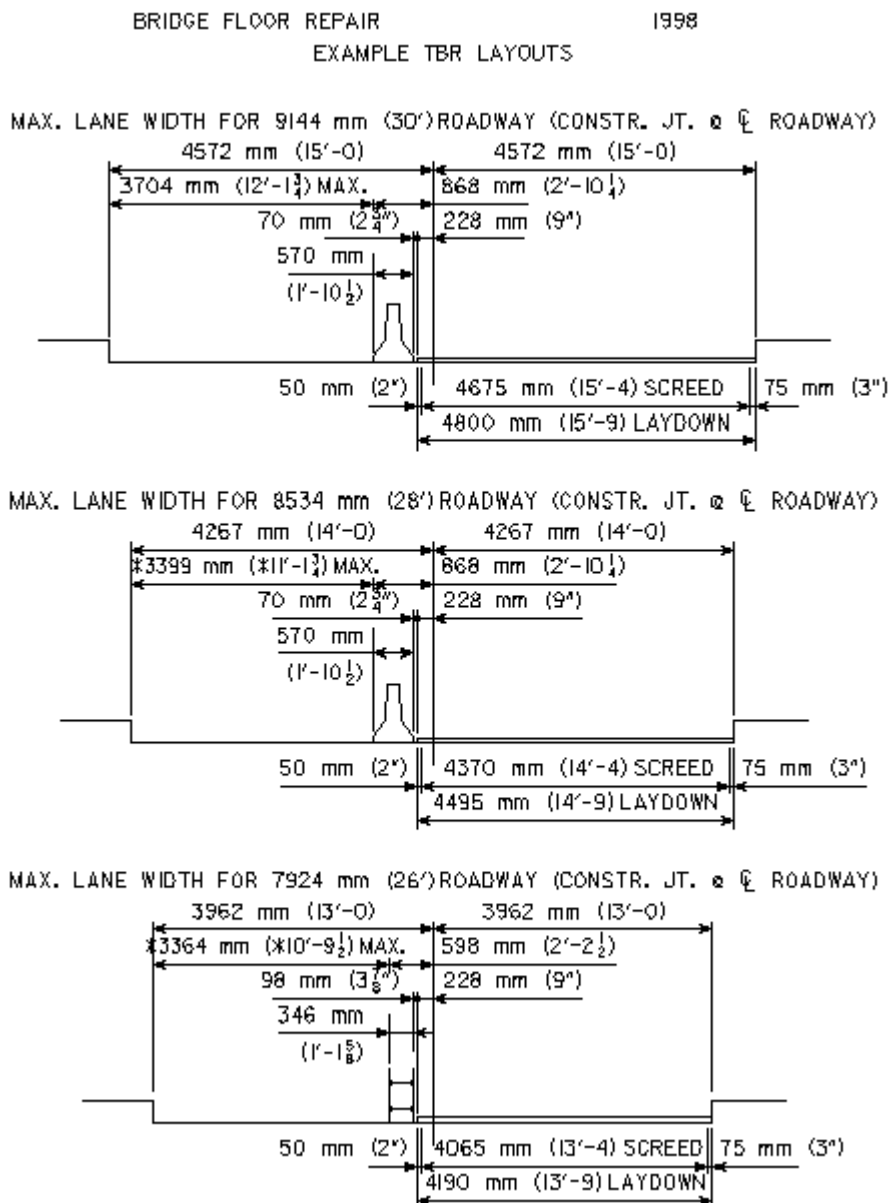 BRIDGE FLOOR REPAIR 1998
EXAMPLE TBR LAYOUTS
MAX. LANE WIDTH FOR 9144 mm (30')ROADWAY (CONSTR. JT. @ ℄ ROADWAY)
4572 mm (15'-0) 4572 mm (15'-0)
3704 mm (12'-1¾) MAX. 868 mm (2'-10¼)
70 mm (2¾") 228 mm (9")
570 mm
(1'-10½)
50 mm (2") 4675 mm (15'-4) SCREED 75 mm (3")
4800 mm (15'-9) LAYDOWN
MAX. LANE WIDTH FOR 8534 mm (28')ROADWAY (CONSTR. JT. @ ℄ ROADWAY)
4267 mm (14'-0) 4267 mm (14'-0)
*3399 mm (*11'-1¾) MAX. 868 mm (2'-10¼)
70 mm (2¾") 228 mm (9")
570 mm
(1'-10½)
50 mm (2") 4370 mm (14'-4) SCREED 75 mm (3")
4495 mm (14'-9) LAYDOWN
MAX. LANE WIDTH FOR 7924 mm (26')ROADWAY (CONSTR. JT. @ ℄ ROADWAY)
3962 mm (13'-0) 3962 mm (13'-0)
*3364 mm (*10'-9½) MAX. 598 mm (2'-2½)
98 mm (3⅞") 228 mm (9")
346 mm
(1'-1⅝)
50 mm (2") 4065 mm (13'-4) SCREED 75 mm (3")
4190 mm (13'-9) LAYDOWN